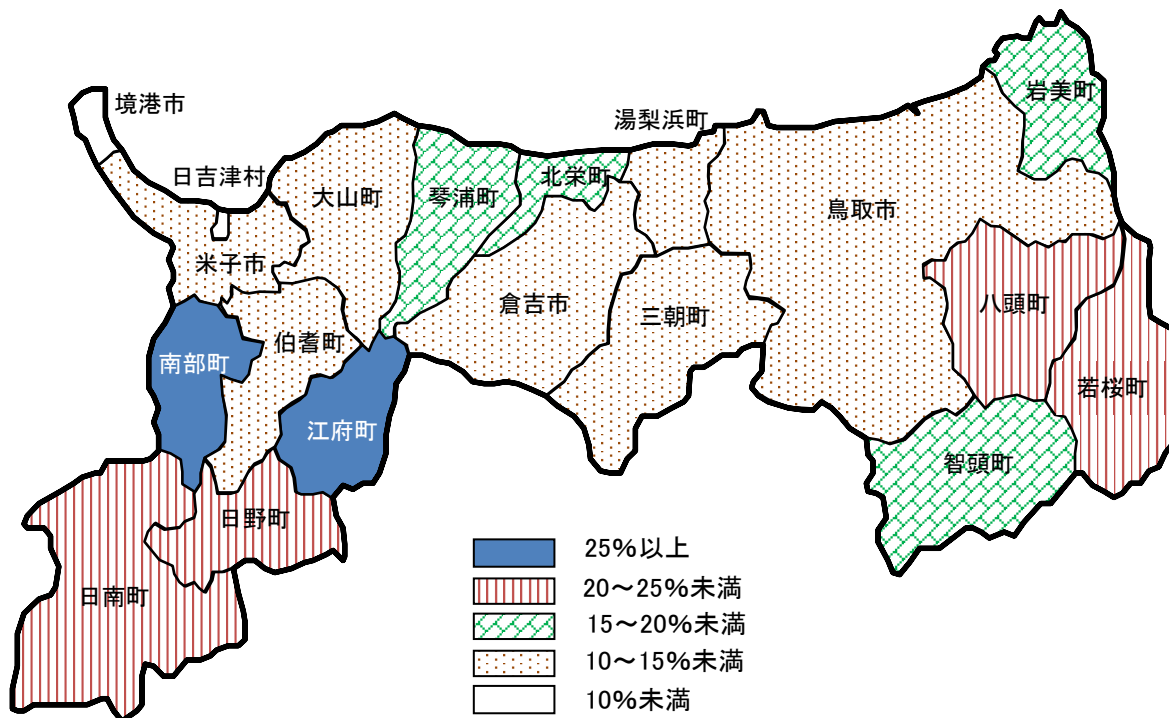 境港市
岩美町
湯梨浜町
日吉津村
北栄町
大山町
琴浦町
鳥取市
米子市
倉吉市
八頭町
三朝町
伯耆町
南部町
若桜町
江府町
智頭町
日野町
日南町
25%以上
20～25%未満
15～20%未満
10～15%未満
10%未満